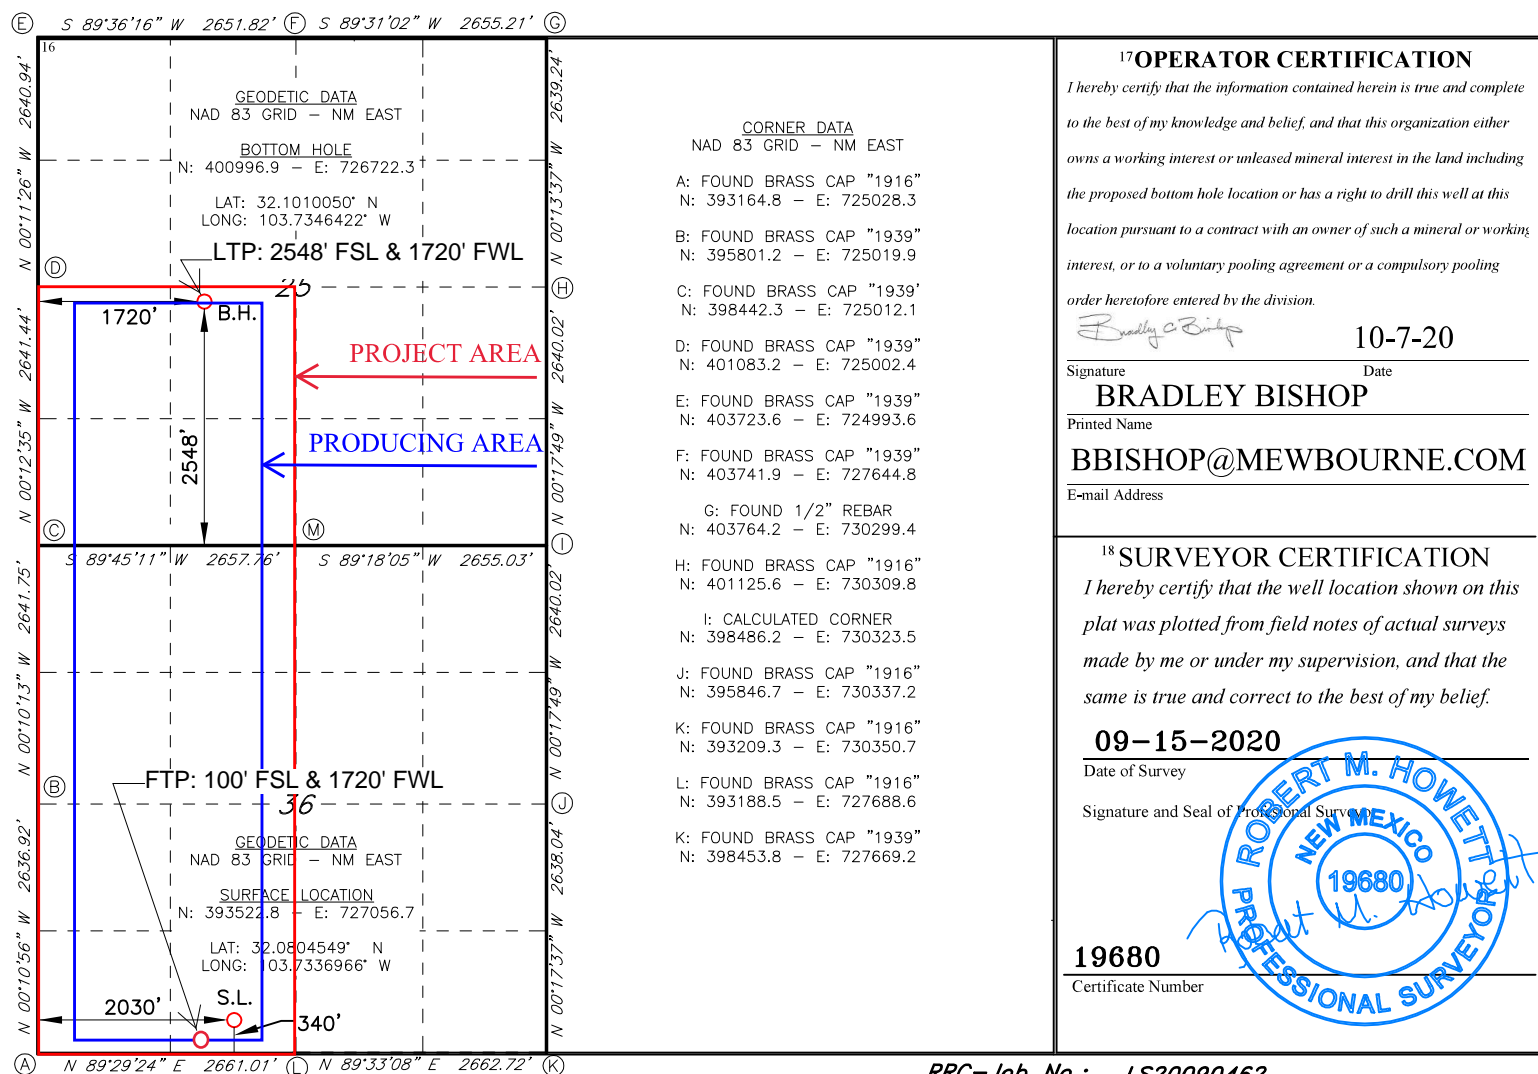 E S 89°36'16" W 2651.82' F S 89°31'02" W 2655.21' G
16
N 00°11'26" W 2640.94'
N 00°13'37" W 2639.24'
GEODETIC DATA
NAD 83 GRID – NM EAST
BOTTOM HOLE
N: 400996.9 – E: 726722.3
LAT: 32.1010050° N
LONG: 103.7346422° W
LTP: 2548' FSL & 1720' FWL
D
25
H
1720'
B.H.
N 00°12'35" W 2641.44'
N 00°17'49" W 2640.02'
PROJECT AREA
PRODUCING AREA
2548'
C
M
I
S 89°45'11" W 2657.76' S 89°18'05" W 2655.03'
N 00°10'13" W 2641.75'
N 00°17'49" W 2640.02'
FTP: 100' FSL & 1720' FWL
B
36
J
GEODETIC DATA
NAD 83 GRID – NM EAST
SURFACE LOCATION
N: 393522.8 – E: 727056.7
LAT: 32.0804549° N
LONG: 103.7336966° W
N 00°10'56" W 2636.92'
N 00°17'37" W 2638.04'
2030'
S.L.
340'
A N 89°29'24" E 2661.01' L N 89°33'08" E 2662.72' K
CORNER DATA
NAD 83 GRID – NM EAST
A: FOUND BRASS CAP "1916"
N: 393164.8 – E: 725028.3
B: FOUND BRASS CAP "1939"
N: 395801.2 – E: 725019.9
C: FOUND BRASS CAP "1939'
N: 398442.3 – E: 725012.1
D: FOUND BRASS CAP "1939"
N: 401083.2 – E: 725002.4
E: FOUND BRASS CAP "1939"
N: 403723.6 – E: 724993.6
F: FOUND BRASS CAP "1939"
N: 403741.9 – E: 727644.8
G: FOUND 1/2" REBAR
N: 403764.2 – E: 730299.4
H: FOUND BRASS CAP "1916"
N: 401125.6 – E: 730309.8
I: CALCULATED CORNER
N: 398486.2 – E: 730323.5
J: FOUND BRASS CAP "1916"
N: 395846.7 – E: 730337.2
K: FOUND BRASS CAP "1916"
N: 393209.3 – E: 730350.7
L: FOUND BRASS CAP "1916"
N: 393188.5 – E: 727688.6
K: FOUND BRASS CAP "1939"
N: 398453.8 – E: 727669.2
17 OPERATOR CERTIFICATION
I hereby certify that the information contained herein is true and complete
to the best of my knowledge and belief, and that this organization either
owns a working interest or unleased mineral interest in the land including
the proposed bottom hole location or has a right to drill this well at this
location pursuant to a contract with an owner of such a mineral or working
interest, or to a voluntary pooling agreement or a compulsory pooling
order heretofore entered by the division.
Bradley C Bishop
10-7-20
Signature Date
BRADLEY BISHOP
Printed Name
BBISHOP@MEWBOURNE.COM
E-mail Address
18 SURVEYOR CERTIFICATION
I hereby certify that the well location shown on this
plat was plotted from field notes of actual surveys
made by me or under my supervision, and that the
same is true and correct to the best of my belief.
09-15-2020
Date of Survey
Signature and Seal of Professional Surveyor
ROBERT M. HOWETT
NEW MEXICO
19680
PROFESSIONAL SURVEYOR
Robert M. Howett
19680
Certificate Number
RRC-Job No.: LS20090462